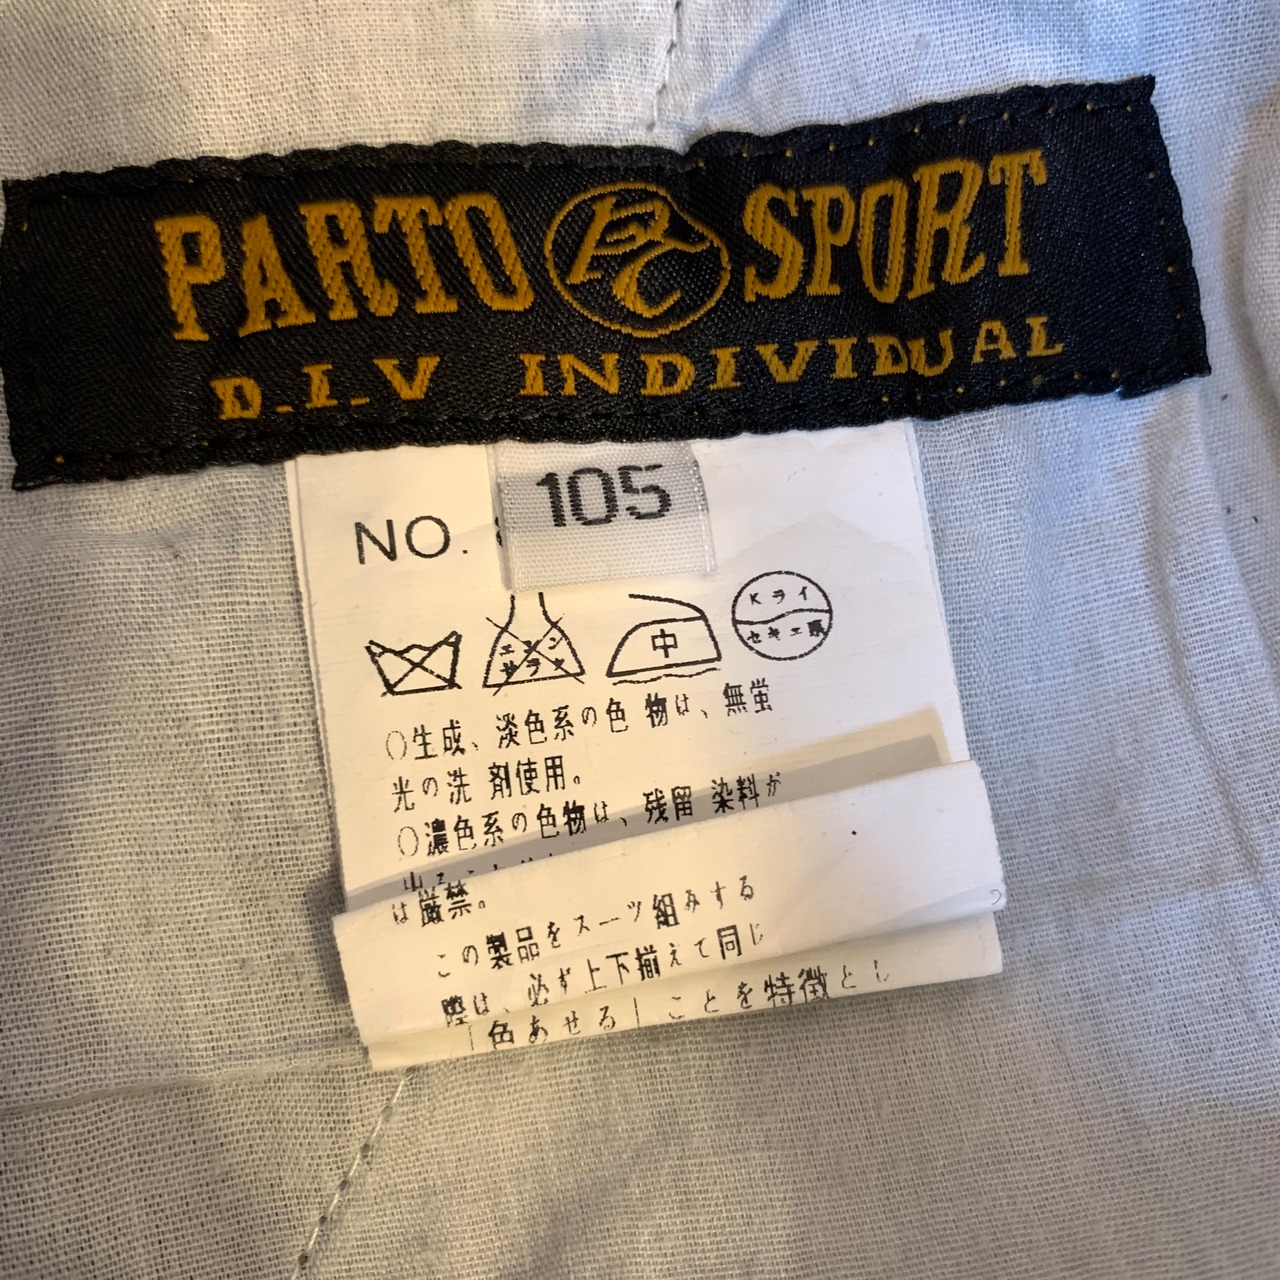 PARTO PC SPORT
D.I.V INDIVIDUAL
105
NO.
エンソ
サラシ
中
Kライ
セキユ系
○生成、淡色系の色物は、無蛍
光の洗剤使用。
○濃色系の色物は、残留染料が
は厳禁。
この製品をスーツ組みする
際は、必ず上下揃えて同じ
「色あせる」ことを特徴とし